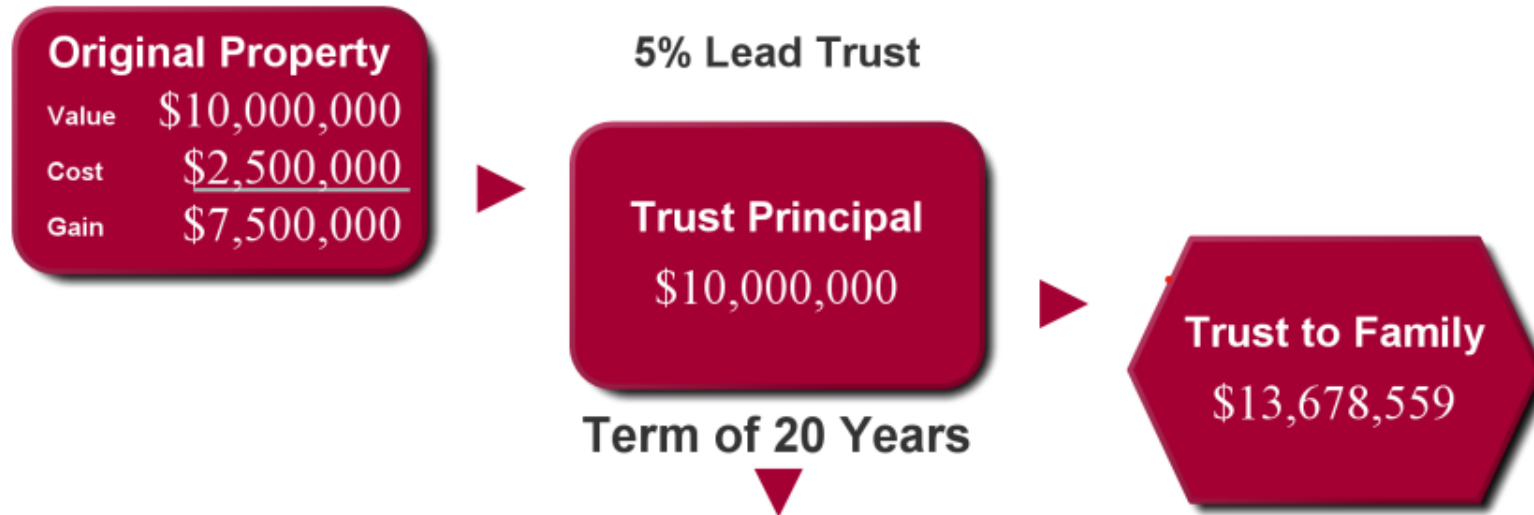 Original Property
Value $10,000,000
Cost $2,500,000
Gain $7,500,000
5% Lead Trust
Trust Principal
$10,000,000
Term of 20 Years
Trust to Family
$13,678,559